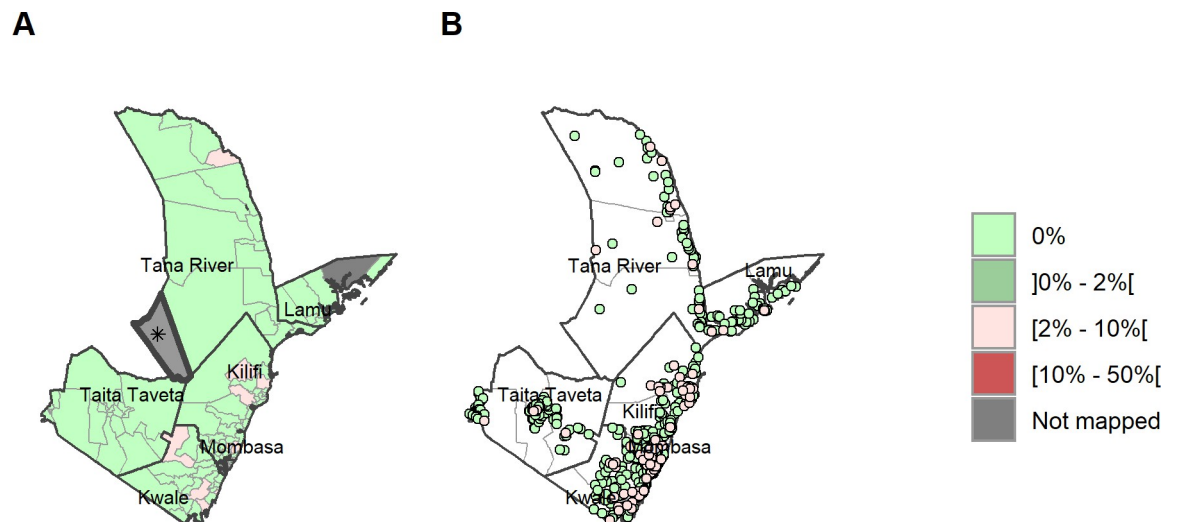 A
B
Tana River
Lamu
Kilifi
Taita Taveta
Mombasa
Kwale
Tana River
Lamu
Taita Taveta
Kilifi
Mombasa
Kwale
0%
]0% - 2%[
[2% - 10%[
[10% - 50%[
Not mapped